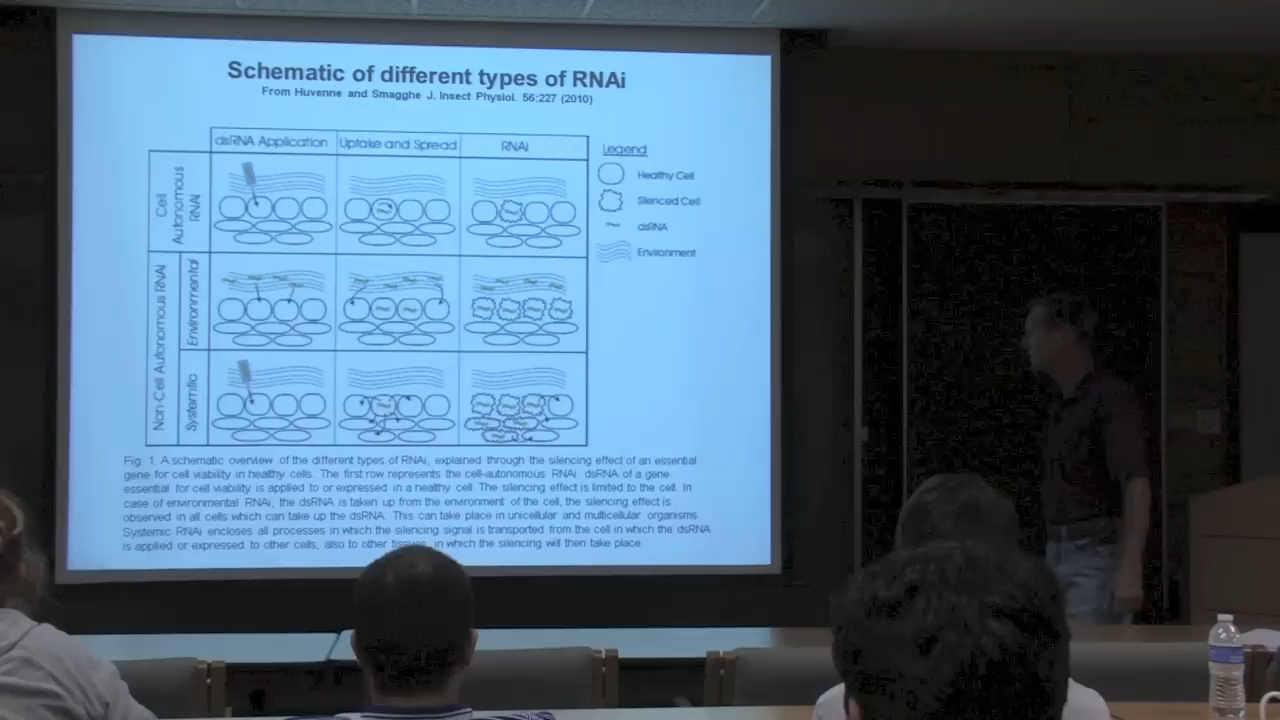 Schematic of different types of RNAi
From Huvenne and Smagghe J. Insect Physiol. 56:227 (2010)
dsRNA Application Uptake and Spread RNAi
Legend
Healthy Cell
Silenced Cell
dsRNA
Environment
Cell Autonomous RNAi
Non-Cell Autonomous RNAi
Environmental
Systemic
Fig. 1. A schematic overview of the different types of RNAi, explained through the silencing effect of an essential
gene for cell viability in healthy cells. The first row represents the cell-autonomous RNAi. dsRNA of a gene
essential for cell viability is applied to or expressed in a healthy cell. The silencing effect is limited to the cell. In
case of environmental RNAi, the dsRNA is taken up from the environment of the cell, the silencing effect is
observed in all cells which can take up the dsRNA. This can take place in unicellular and multicellular organisms.
Systemic RNAi encloses all processes in which the silencing signal is transported from the cell in which the dsRNA
is applied or expressed to other cells, also to other tissues, in which the silencing will then take place.